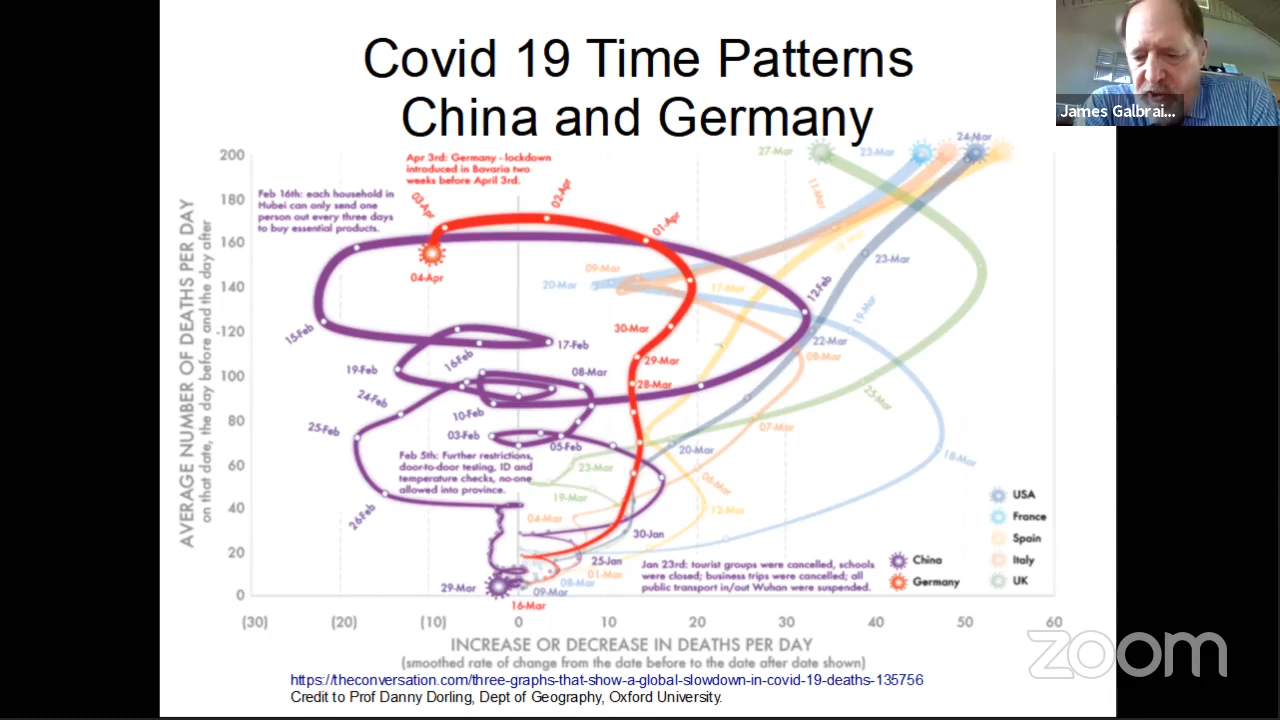 Covid 19 Time Patterns
China and Germany
James Galbrai...
24-Mar
27-Mar
23-Mar
200
Apr 3rd: Germany - lockdown
introduced in Bavaria two
weeks before April 3rd.
Feb 16th: each household in
Hubei can only send one
person out every three days
to buy essential products.
180
03-Apr
02-Apr
11-Mar
01-Apr
160
04-Apr
23-Mar
09-Mar
20-Mar
17-Mar
140
12-Feb
19-Mar
15-Feb
30-Mar
-120
22-Mar
17-Feb
16-Feb
29-Mar
08-Mar
19-Feb
08-Mar
100
28-Mar
24-Feb
25-Mar
10-Feb
80
25-Feb
03-Feb
05-Feb
07-Mar
20-Mar
18-Mar
Feb 5th: Further restrictions,
door-to-door testing, ID and
temperature checks, no-one
allowed into province.
60
23-Mar
06-Mar
19-Mar
USA
40
26-Feb
04-Mar
12-Mar
France
30-Jan
Spain
20
25-Jan
Jan 23rd: tourist groups were cancelled, schools
were closed; business trips were cancelled; all
public transport in/out Wuhan were suspended.
China
Italy
01-Mar
08-Mar
Germany
UK
29-Mar
09-Mar
0
16-Mar
AVERAGE NUMBER OF DEATHS PER DAY
on that date, the day before and the day after
(30) (20) (10) 0 10 20 30 40 50 60
INCREASE OR DECREASE IN DEATHS PER DAY
(smoothed rate of change from the date before to the date after date shown)
https://theconversation.com/three-graphs-that-show-a-global-slowdown-in-covid-19-deaths-135756
Credit to Prof Danny Dorling, Dept of Geography, Oxford University.
zoom